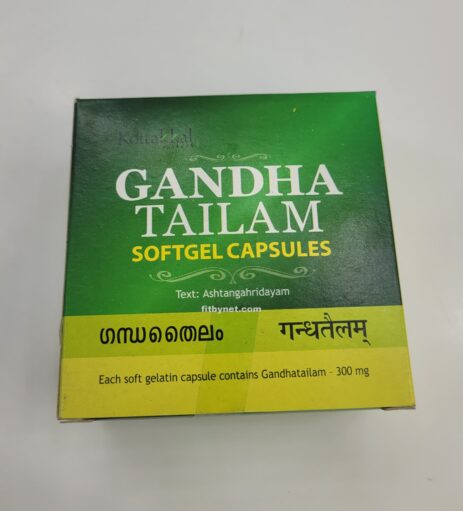 Kottakkal
GANDHA
TAILAM
SOFTGEL CAPSULES
Text: Ashtangahridayam
fitbynet.com
ഗന്ധതൈലം गन्धतैलम्
Each soft gelatin capsule contains Gandhatailam - 300 mg